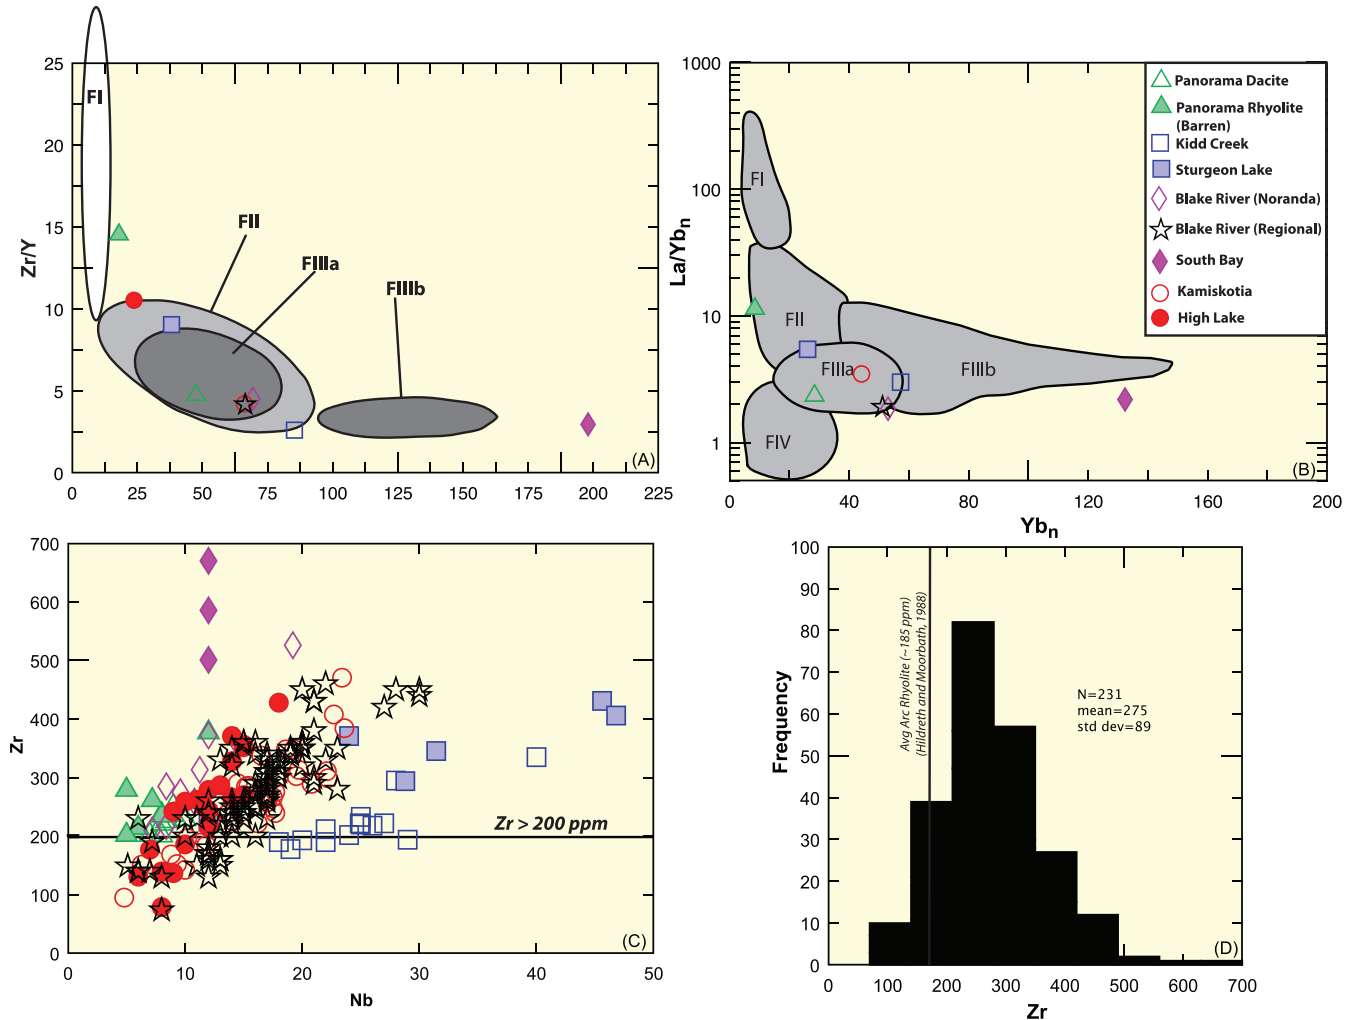 25
20
15
10
5
0
Zr/Y
FI
FII
FIIIa
FIIIb
(A)
0
25
50
75
100
125
150
175
200
225
1000
100
10
1
La/Ybn
FI
FII
FIIIa
FIIIb
FIV
(B)
0
40
80
120
160
200
Ybn
Panorama Dacite
Panorama Rhyolite
(Barren)
Kidd Creek
Sturgeon Lake
Blake River (Noranda)
Blake River (Regional)
South Bay
Kamiskotia
High Lake
700
600
500
400
300
200
100
0
Zr
Zr > 200 ppm
(C)
0
10
20
30
40
50
Nb
100
90
80
70
60
50
40
30
20
10
0
Frequency
Avg Arc Rhyolite (~185 ppm)
(Hildreth and Moorbath, 1988)
N=231
mean=275
std dev=89
(D)
0
100
200
300
400
500
600
700
Zr